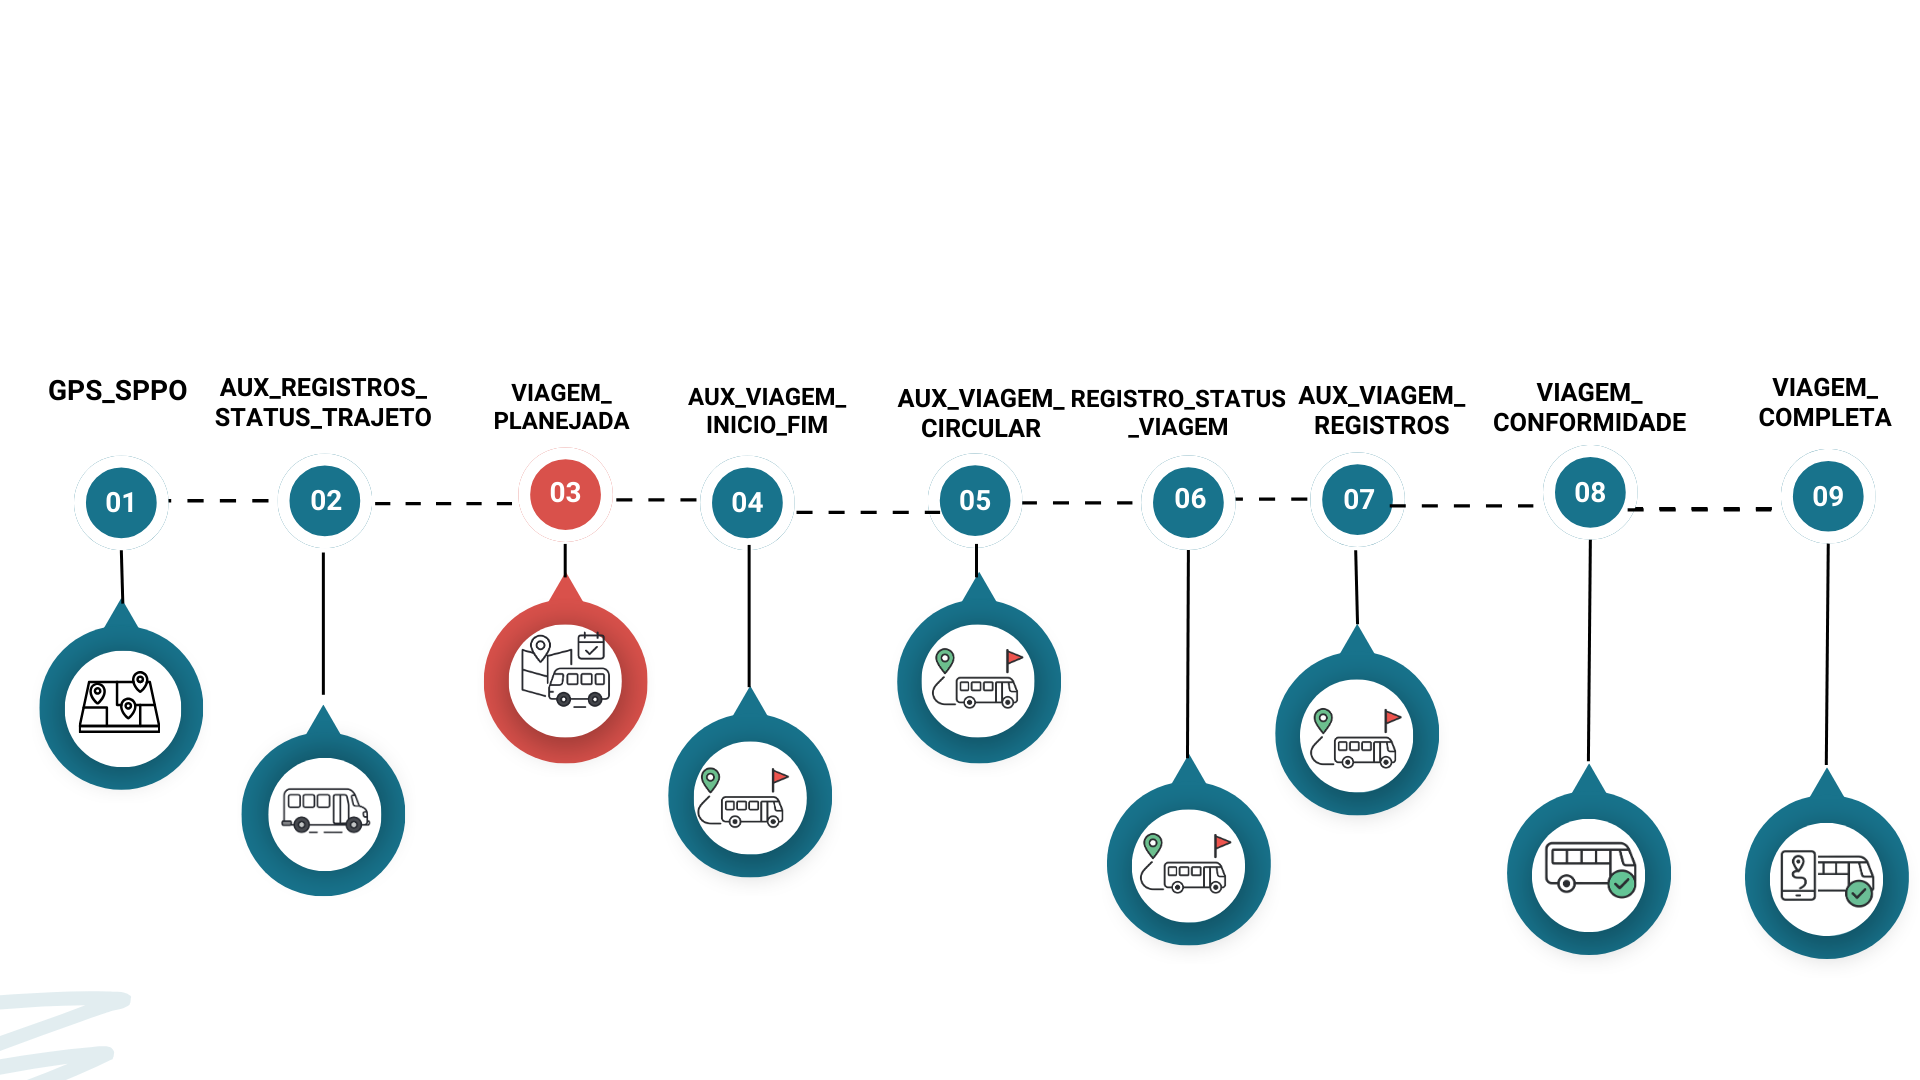 GPS_SPPO
AUX_REGISTROS_
STATUS_TRAJETO
VIAGEM_
PLANEJADA
AUX_VIAGEM_
INICIO_FIM
AUX_VIAGEM_
CIRCULAR
REGISTRO_STATUS
_VIAGEM
AUX_VIAGEM_
REGISTROS
VIAGEM_
CONFORMIDADE
VIAGEM_
COMPLETA
01
02
03
04
05
06
07
08
09